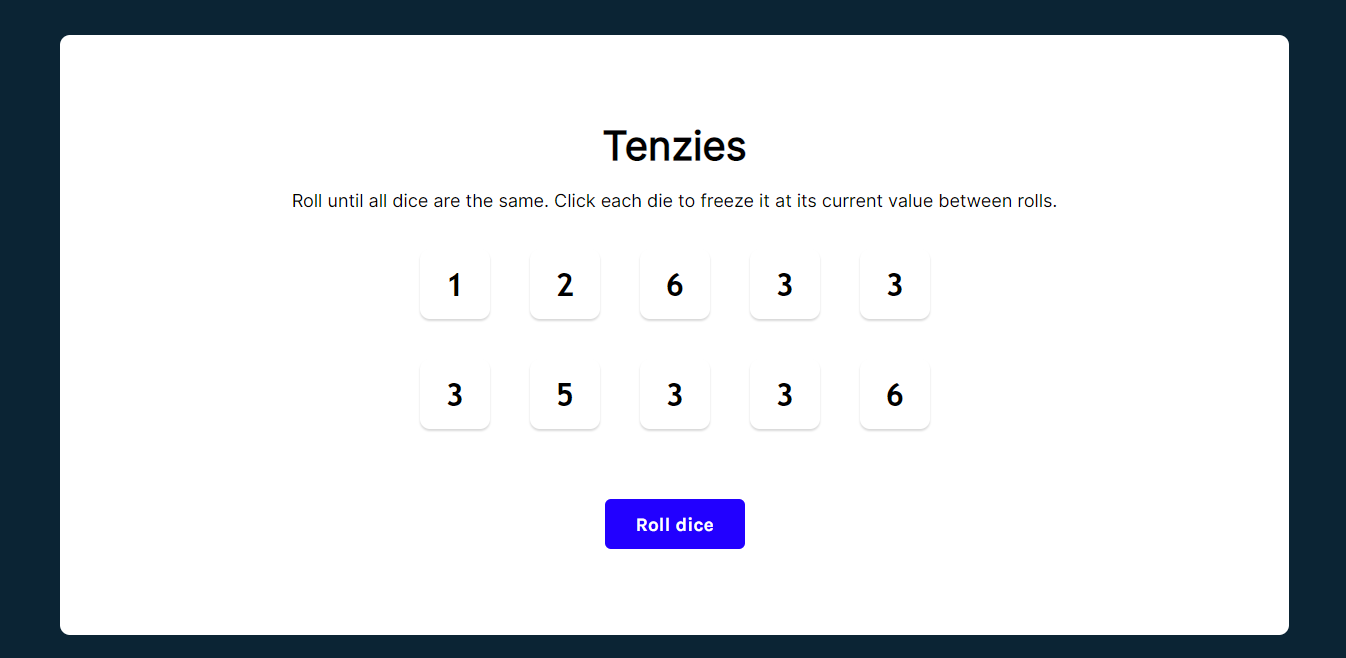 Tenzies
Roll until all dice are the same. Click each die to freeze it at its current value between rolls.
1 2 6 3 3
3 5 3 3 6
Roll dice